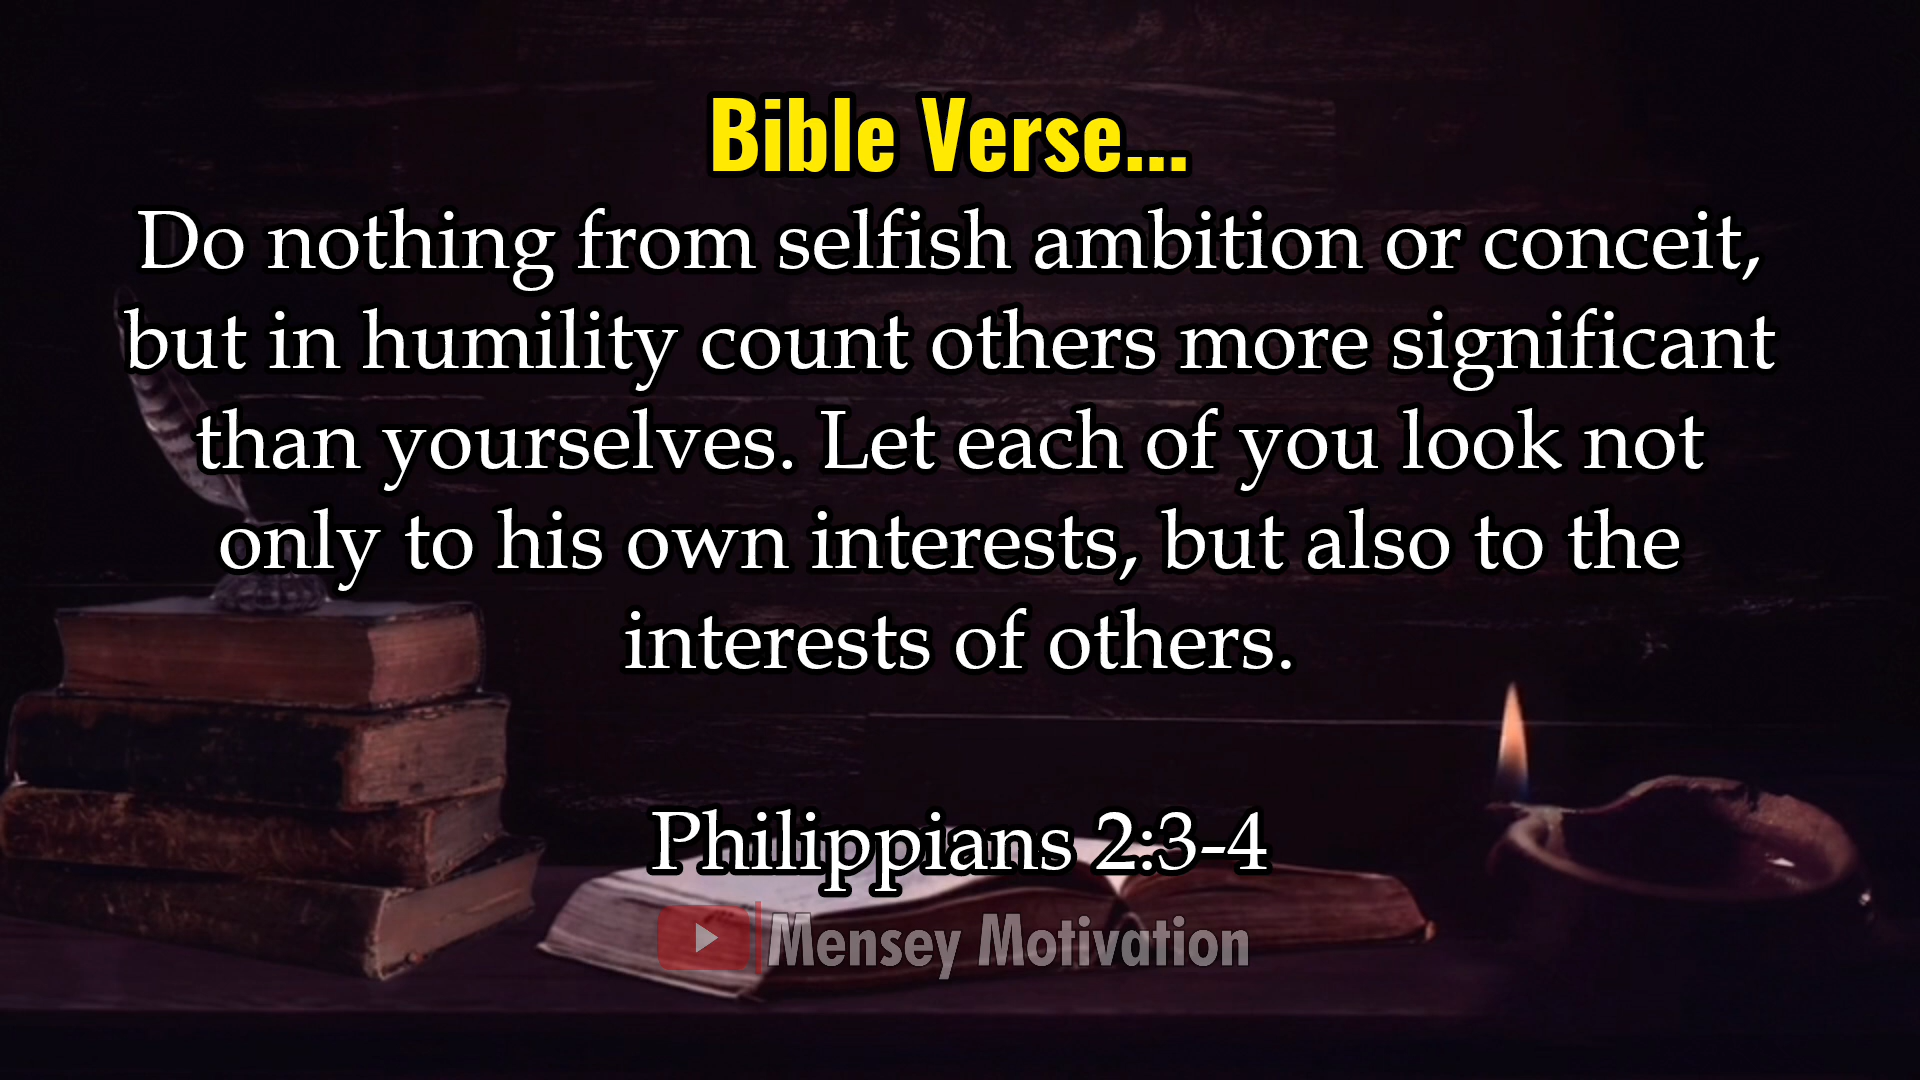 Bible Verse...
Do nothing from selfish ambition or conceit,
but in humility count others more significant
than yourselves. Let each of you look not
only to his own interests, but also to the
interests of others.
Philippians 2:3-4
Mensey Motivation